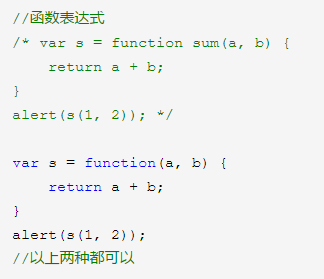 //函数表达式
/* var s = function sum(a, b) {
    return a + b;
}
alert(s(1, 2)); */

var s = function(a, b) {
    return a + b;
}
alert(s(1, 2));
//以上两种都可以